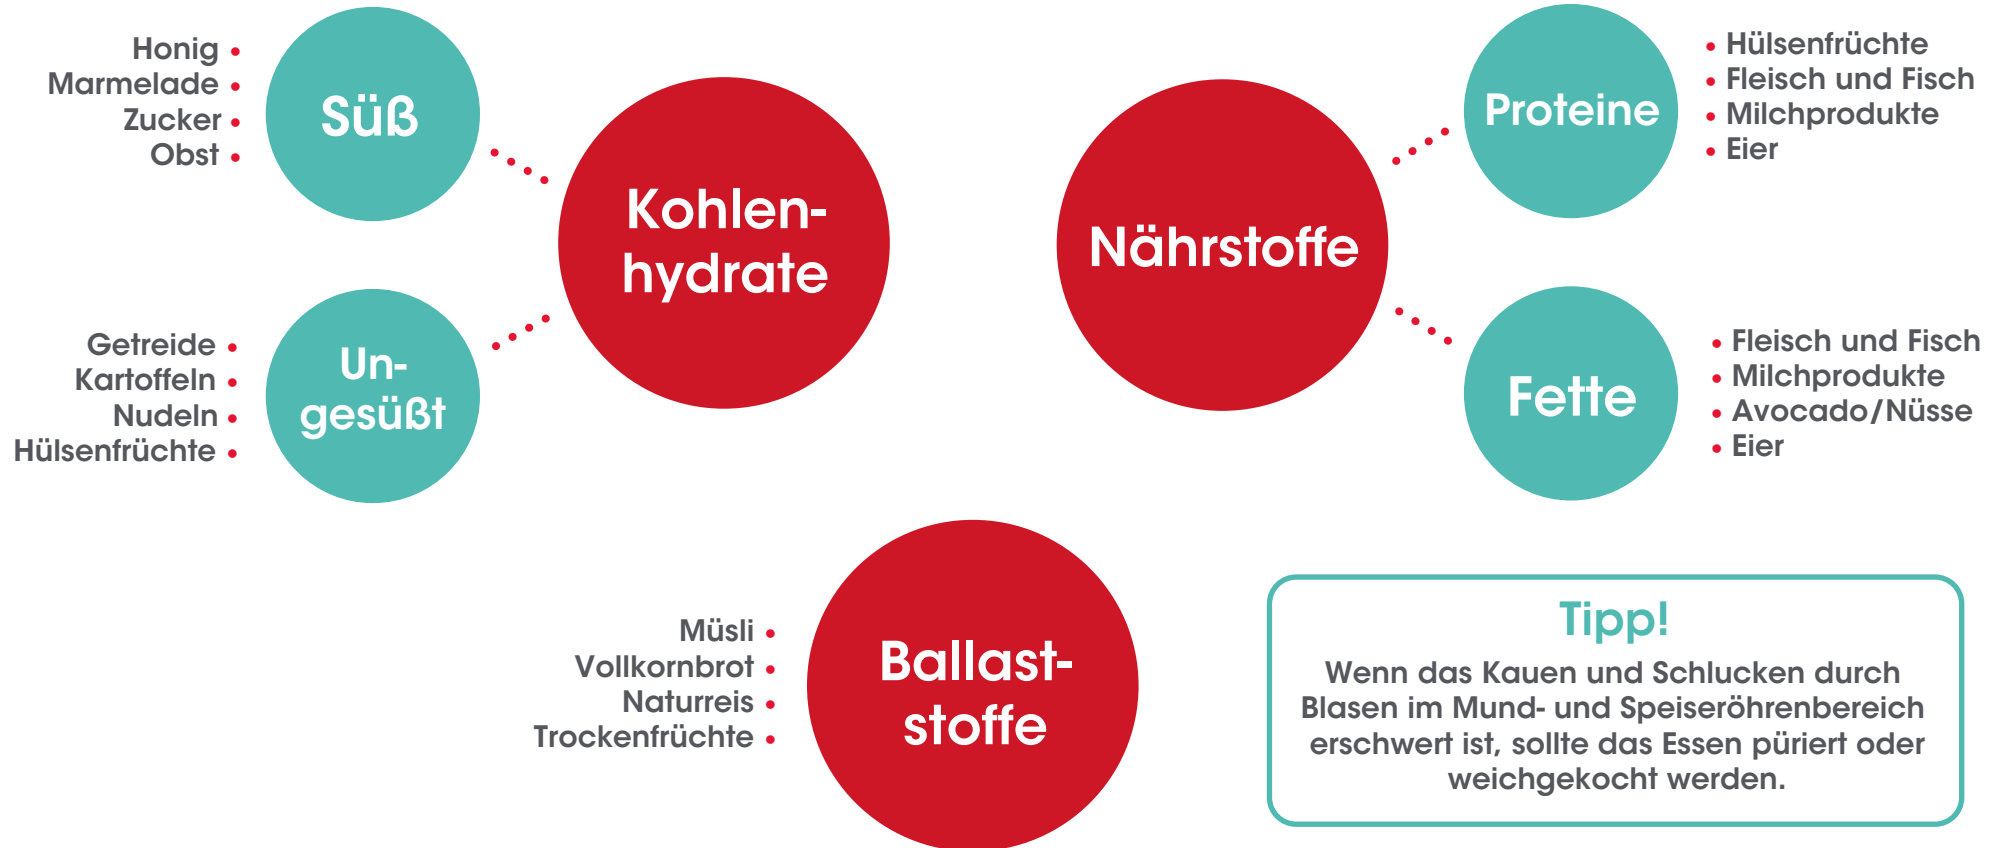 Honig •
Marmelade •
Zucker •
Obst •
Süß
Kohlen-
hydrate
Getreide •
Kartoffeln •
Nudeln •
Hülsenfrüchte •
Un-
gesüßt
Nährstoffe
Proteine
• Hülsenfrüchte
• Fleisch und Fisch
• Milchprodukte
• Eier
Fette
• Fleisch und Fisch
• Milchprodukte
• Avocado/Nüsse
• Eier
Müsli •
Vollkornbrot •
Naturreis •
Trockenfrüchte •
Ballast-
stoffe
Tipp!
Wenn das Kauen und Schlucken durch
Blasen im Mund- und Speiseröhrenbereich
erschwert ist, sollte das Essen püriert oder
weichgekocht werden.